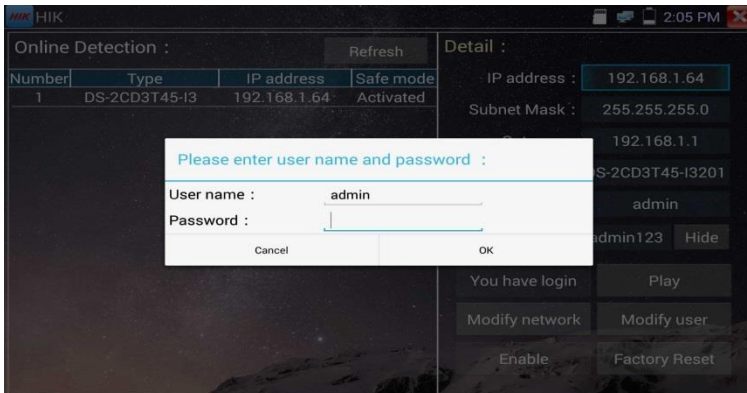 HIK HIK 2:05 PM
Online Detection : Refresh
Number Type IP address Safe mode
1 DS-2CD3T45-I3 192.168.1.64 Activated
Detail :
IP address : 192.168.1.64
Subnet Mask : 255.255.255.0
192.168.1.1
S-2CD3T45-I3201
admin
admin123 Hide
You have login Play
Modify network Modify user
Enable Factory Reset
Please enter user name and password :
User name : admin
Password :
Cancel OK